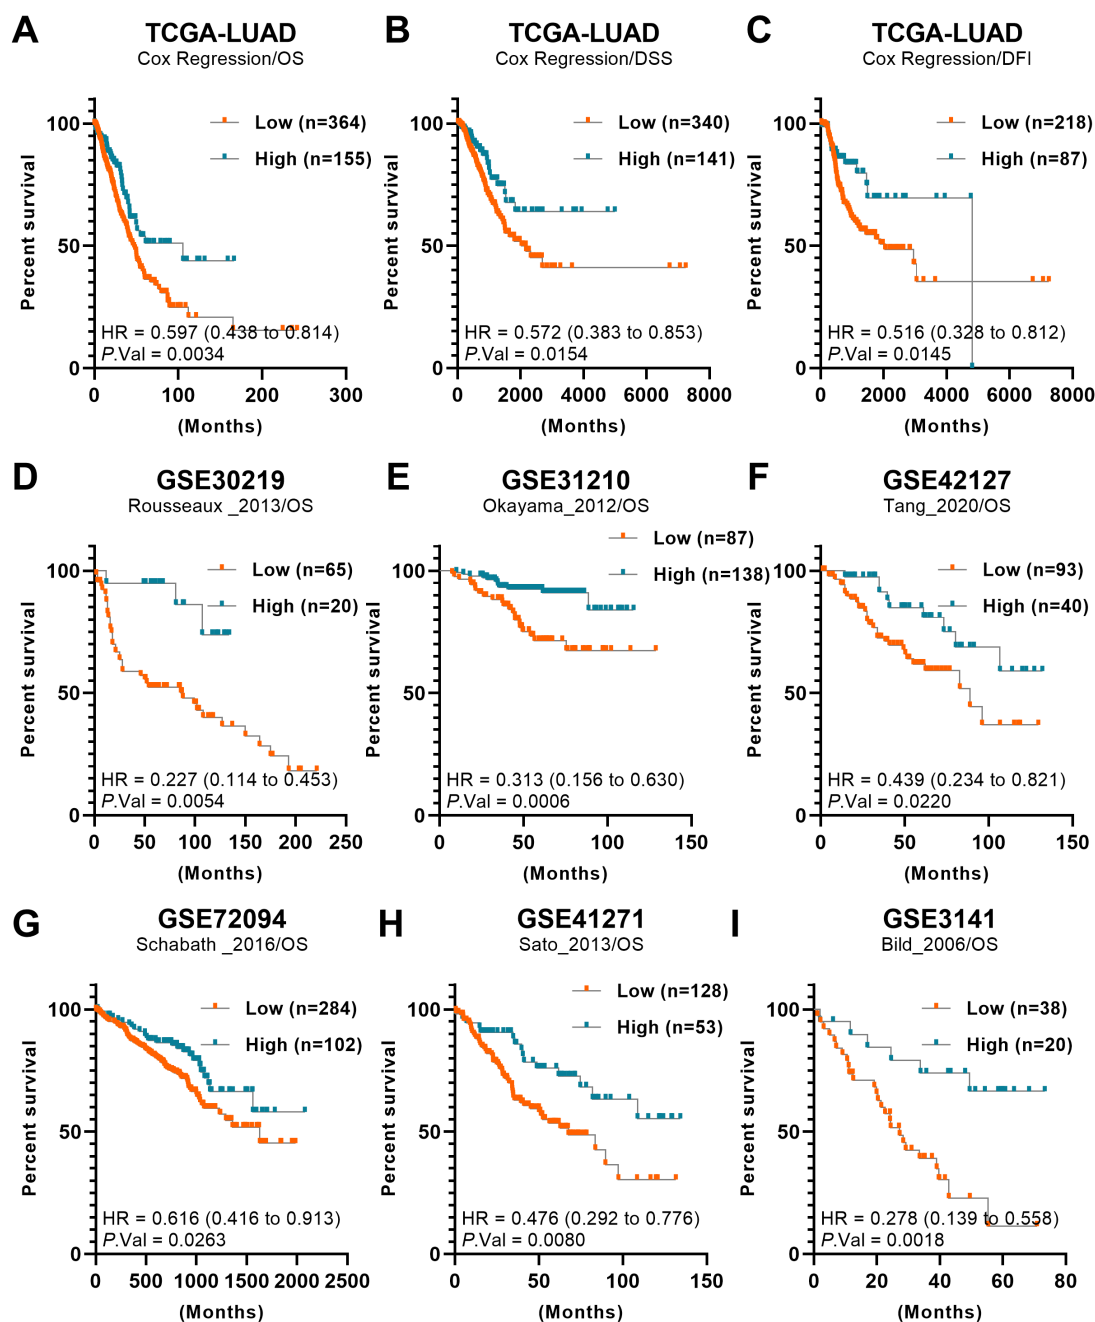 A
TCGA-LUAD
Cox Regression/OS
Percent survival
100
50
0
Low (n=364)
High (n=155)
HR = 0.597 (0.438 to 0.814)
P.Val = 0.0034
0 100 200 300
(Months)
B
TCGA-LUAD
Cox Regression/DSS
Percent survival
100
50
0
Low (n=340)
High (n=141)
HR = 0.572 (0.383 to 0.853)
P.Val = 0.0154
0 2000 4000 6000 8000
(Months)
C
TCGA-LUAD
Cox Regression/DFI
Percent survival
100
50
0
Low (n=218)
High (n=87)
HR = 0.516 (0.328 to 0.812)
P.Val = 0.0145
0 2000 4000 6000 8000
(Months)
D
GSE30219
Rousseaux _2013/OS
Percent survival
100
50
0
Low (n=65)
High (n=20)
HR = 0.227 (0.114 to 0.453)
P.Val = 0.0054
0 50 100 150 200 250
(Months)
E
GSE31210
Okayama_2012/OS
Percent survival
100
50
0
Low (n=87)
High (n=138)
HR = 0.313 (0.156 to 0.630)
P.Val = 0.0006
0 50 100 150
(Months)
F
GSE42127
Tang_2020/OS
Percent survival
100
50
0
Low (n=93)
High (n=40)
HR = 0.439 (0.234 to 0.821)
P.Val = 0.0220
0 50 100 150
(Months)
G
GSE72094
Schabath _2016/OS
Percent survival
100
50
0
Low (n=284)
High (n=102)
HR = 0.616 (0.416 to 0.913)
P.Val = 0.0263
0 500 1000 1500 2000 2500
(Months)
H
GSE41271
Sato_2013/OS
Percent survival
100
50
0
Low (n=128)
High (n=53)
HR = 0.476 (0.292 to 0.776)
P.Val = 0.0080
0 50 100 150
(Months)
I
GSE3141
Bild_2006/OS
Percent survival
100
50
0
Low (n=38)
High (n=20)
HR = 0.278 (0.139 to 0.558)
P.Val = 0.0018
0 20 40 60 80
(Months)